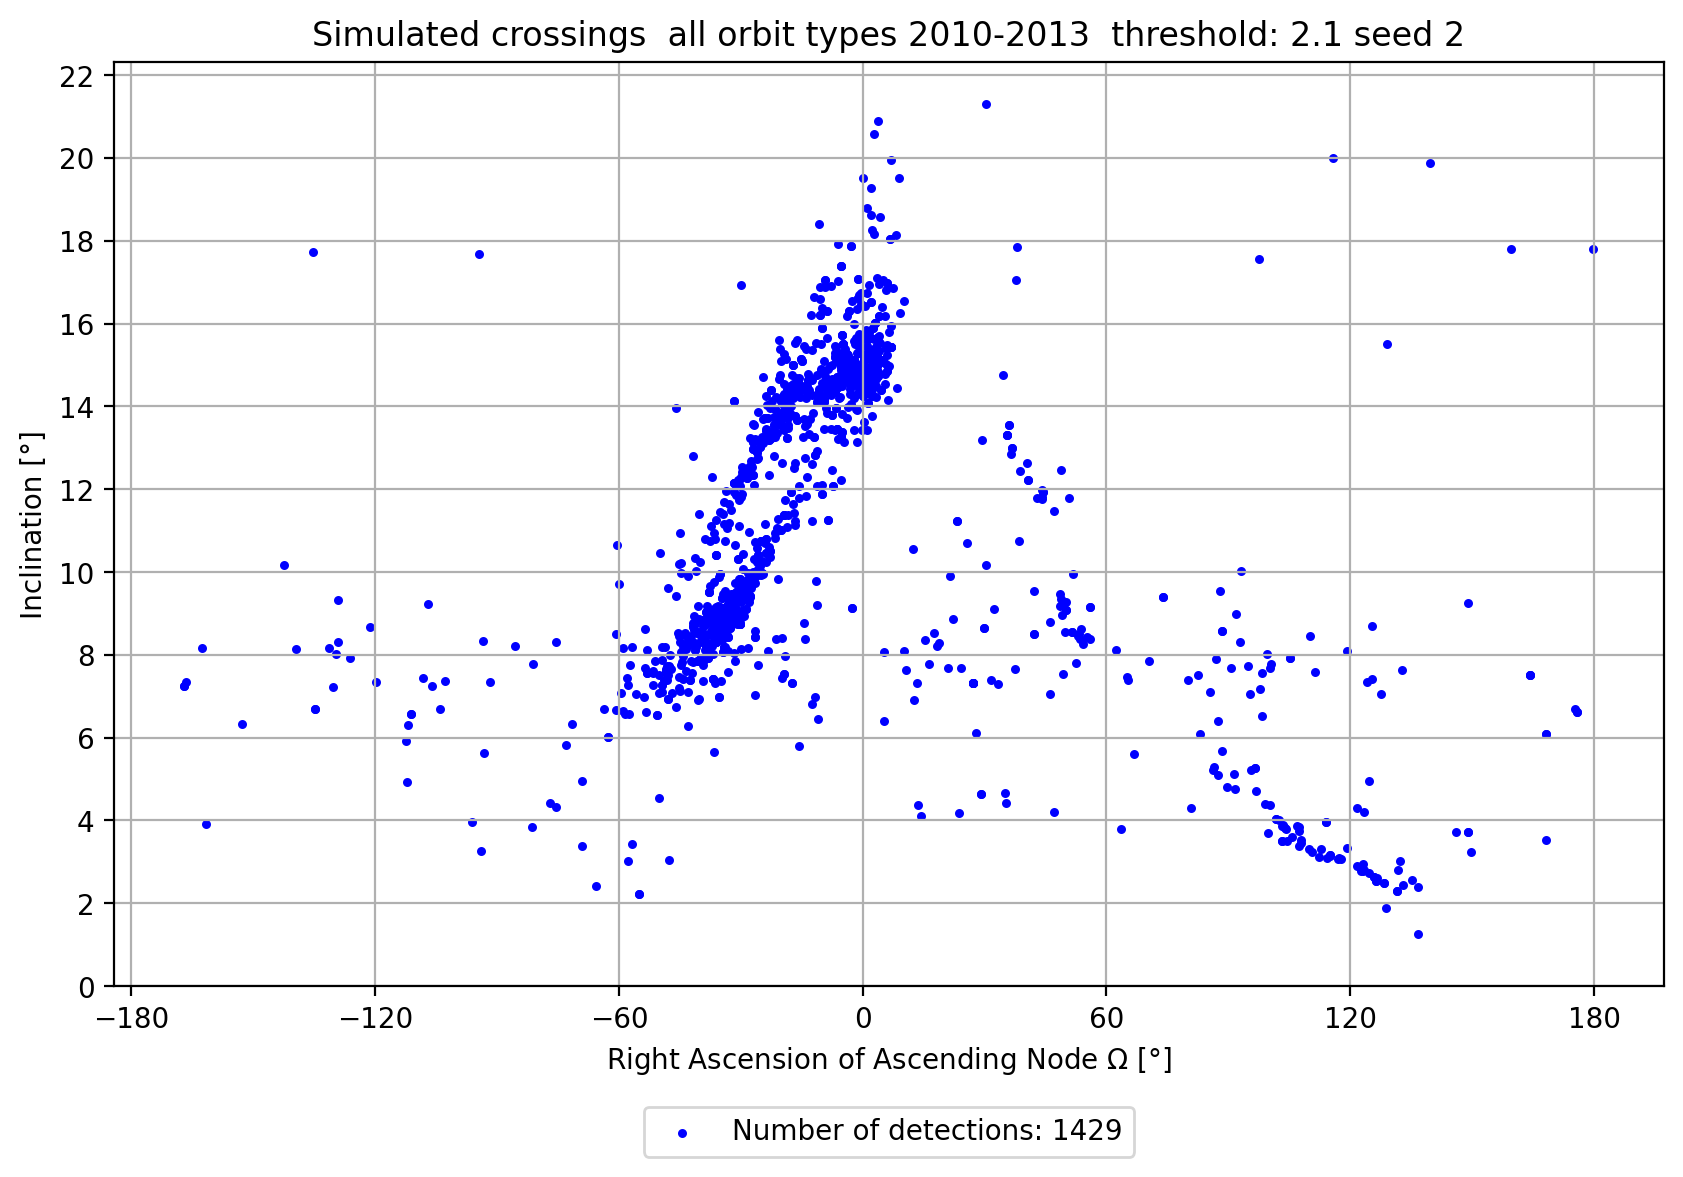 Simulated crossings  all orbit types 2010-2013  threshold: 2.1 seed 2
22
20
18
16
14
12
10
8
6
4
2
0
Inclination [°]
−180 −120 −60 0 60 120 180
Right Ascension of Ascending Node Ω [°]
Number of detections: 1429